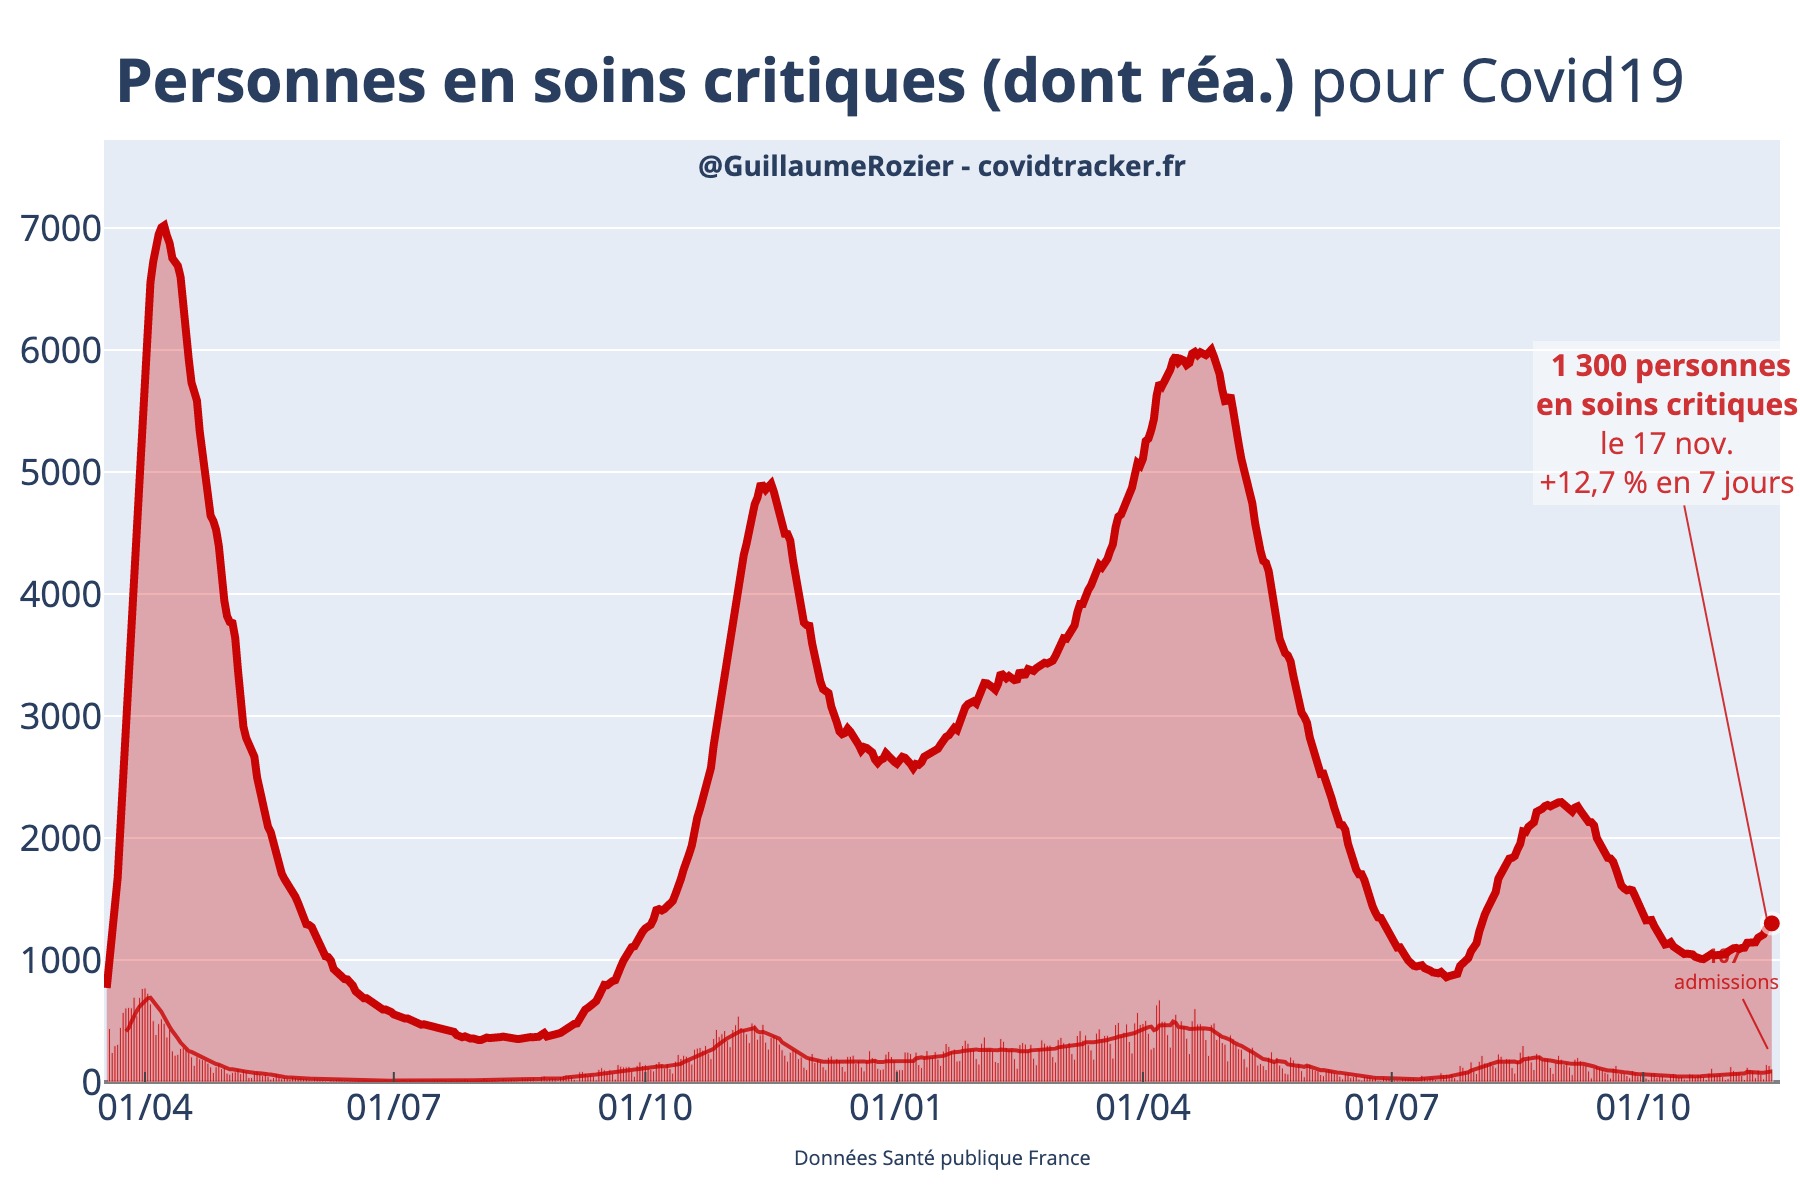 Personnes en soins critiques (dont réa.) pour Covid19
@GuillaumeRozier - covidtracker.fr
7000
6000
5000
4000
3000
2000
1000
0
1 300 personnes
en soins critiques
le 17 nov.
+12,7 % en 7 jours
admissions
01/04
01/07
01/10
01/01
01/04
01/07
01/10
Données Santé publique France